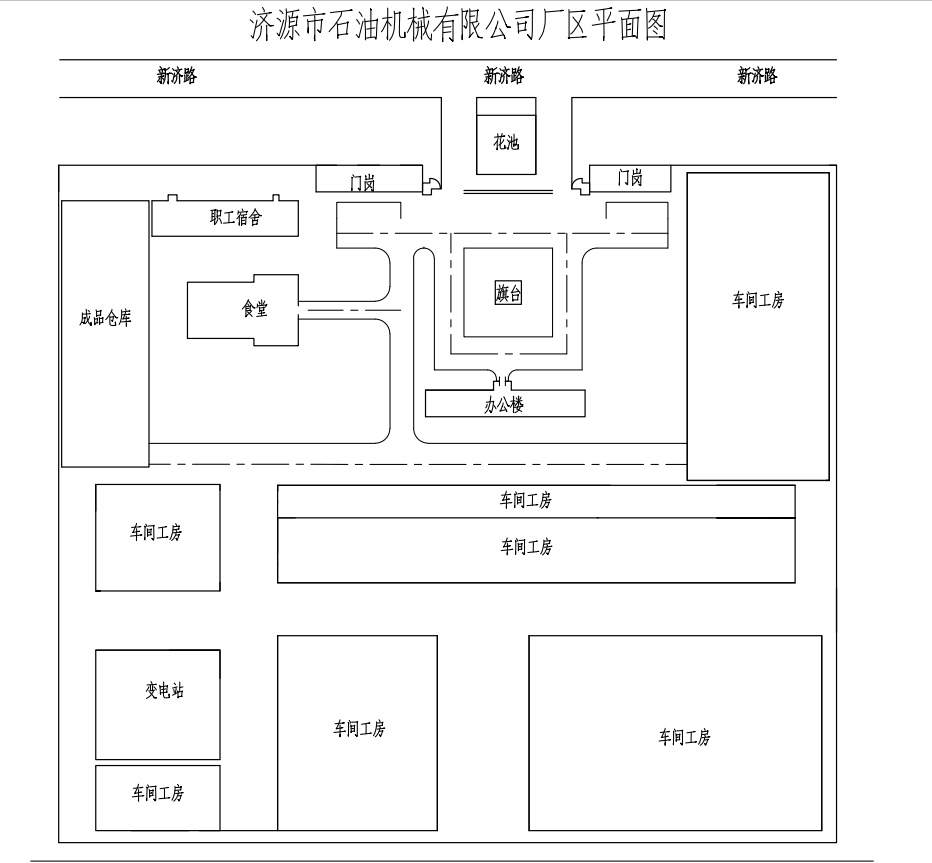 济源市石油机械有限公司厂区平面图
新济路
新济路
新济路
花池
门岗
门岗
职工宿舍
旗台
车间工房
食堂
成品仓库
办公楼
车间工房
车间工房
车间工房
变电站
车间工房
车间工房
车间工房